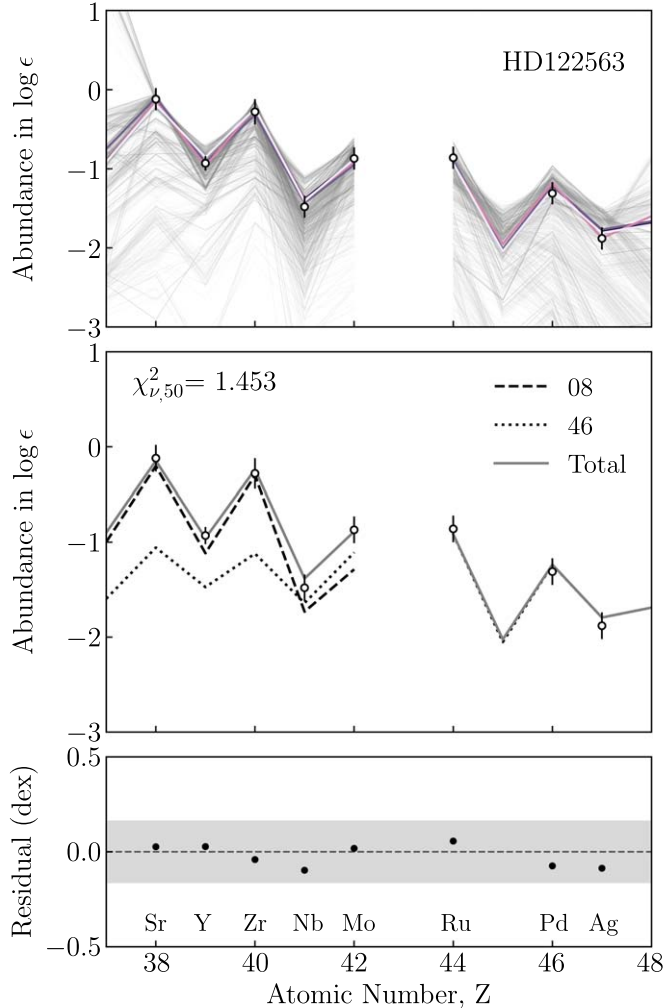 1
HD122563
0
−1
−2
−3
Abundance in log ϵ
1
χ²ν,50 = 1.453
08
46
Total
0
−1
−2
−3
Abundance in log ϵ
0.5
0.0
−0.5
Residual (dex)
Sr Y Zr Nb Mo Ru Pd Ag
38 40 42 44 46 48
Atomic Number, Z